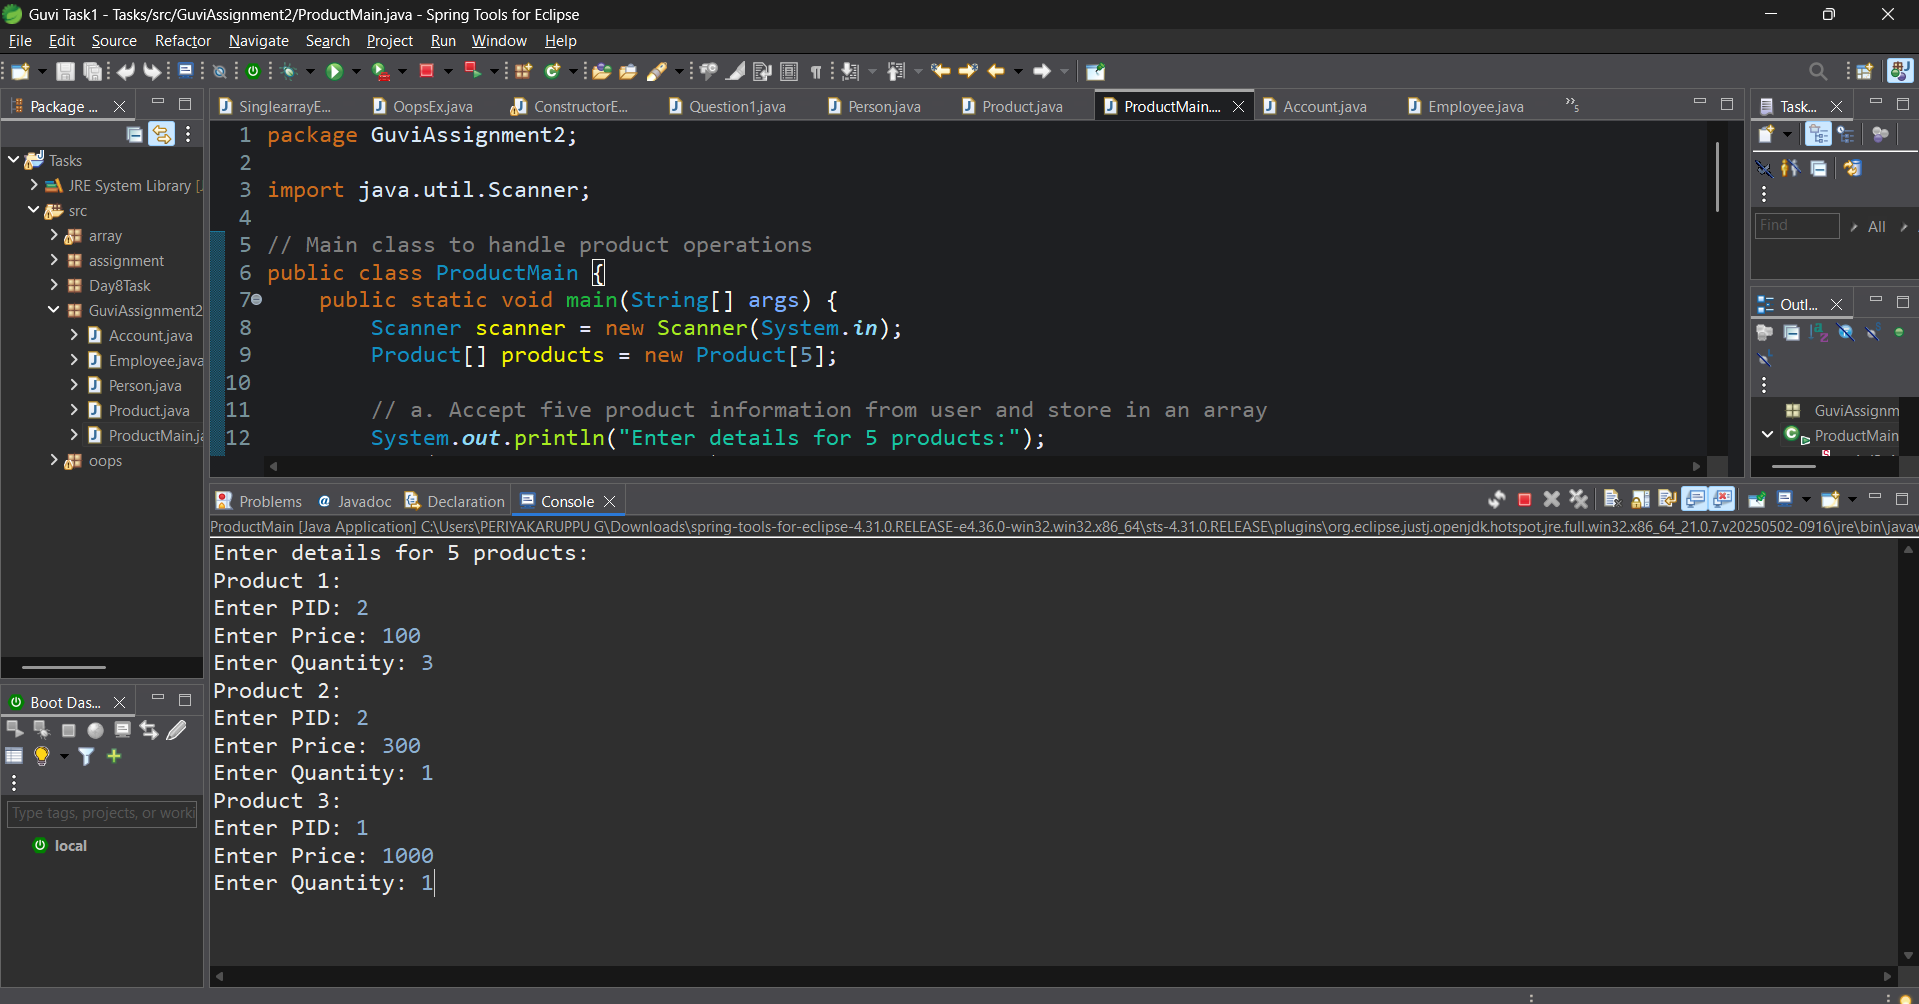 Guvi Task1 - Tasks/src/GuviAssignment2/ProductMain.java - Spring Tools for Eclipse
File Edit Source Refactor Navigate Search Project Run Window Help
Package ...
SinglearrayE... OopsEx.java ConstructorE... Question1.java Person.java Product.java ProductMain.... Account.java Employee.java »5
Task...
Tasks
JRE System Library [
src
array
assignment
Day8Task
GuviAssignment2
Account.java
Employee.java
Person.java
Product.java
ProductMain.j
oops
1 package GuviAssignment2;
2
3 import java.util.Scanner;
4
5 // Main class to handle product operations
6 public class ProductMain {
7 public static void main(String[] args) {
8 Scanner scanner = new Scanner(System.in);
9 Product[] products = new Product[5];
10
11 // a. Accept five product information from user and store in an array
12 System.out.println("Enter details for 5 products:");
Find All
Outl...
GuviAssignm
ProductMain
Problems Javadoc Declaration Console
ProductMain [Java Application] C:\Users\PERIYAKARUPPU G\Downloads\spring-tools-for-eclipse-4.31.0.RELEASE-e4.36.0-win32.win32.x86_64\sts-4.31.0.RELEASE\plugins\org.eclipse.justj.openjdk.hotspot.jre.full.win32.x86_64_21.0.7.v20250502-0916\jre\bin\javaw
Enter details for 5 products:
Product 1:
Enter PID: 2
Enter Price: 100
Enter Quantity: 3
Product 2:
Enter PID: 2
Enter Price: 300
Enter Quantity: 1
Product 3:
Enter PID: 1
Enter Price: 1000
Enter Quantity: 1
Boot Das...
Type tags, projects, or worki
local